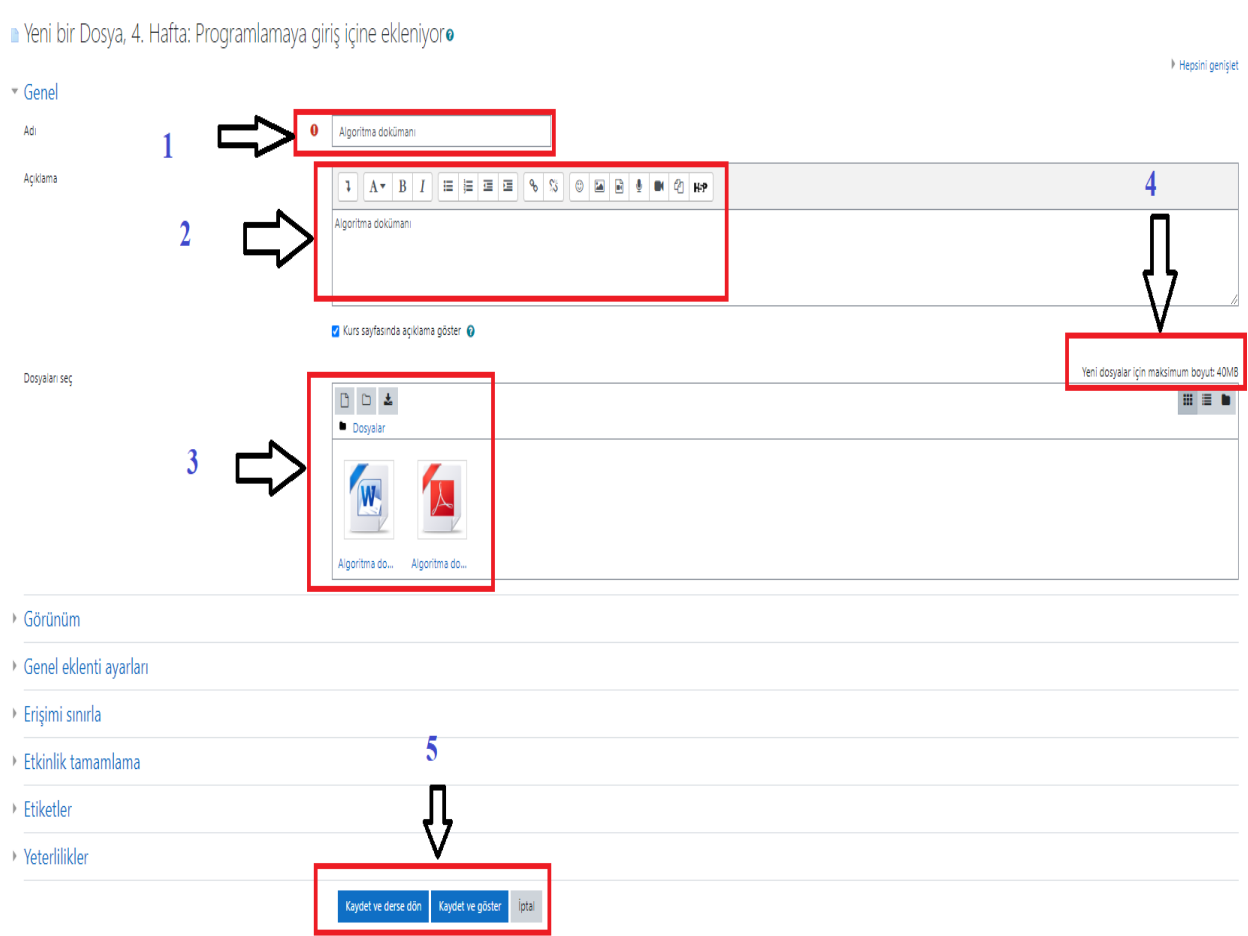 Yeni bir Dosya, 4. Hafta: Programlamaya giriş içine ekleniyor
Hepsini genişlet
Genel
Adı
1
Algoritma dokümanı
Açıklama
A B I H-P
4
2
Algoritma dokümanı
Kurs sayfasında açıklama göster
Yeni dosyalar için maksimum boyut: 40MB
Dosyaları seç
Dosyalar
3
W
Algoritma do... Algoritma do...
Görünüm
Genel eklenti ayarları
Erişimi sınırla
5
Etkinlik tamamlama
Etiketler
Yeterlilikler
Kaydet ve derse dön Kaydet ve göster İptal